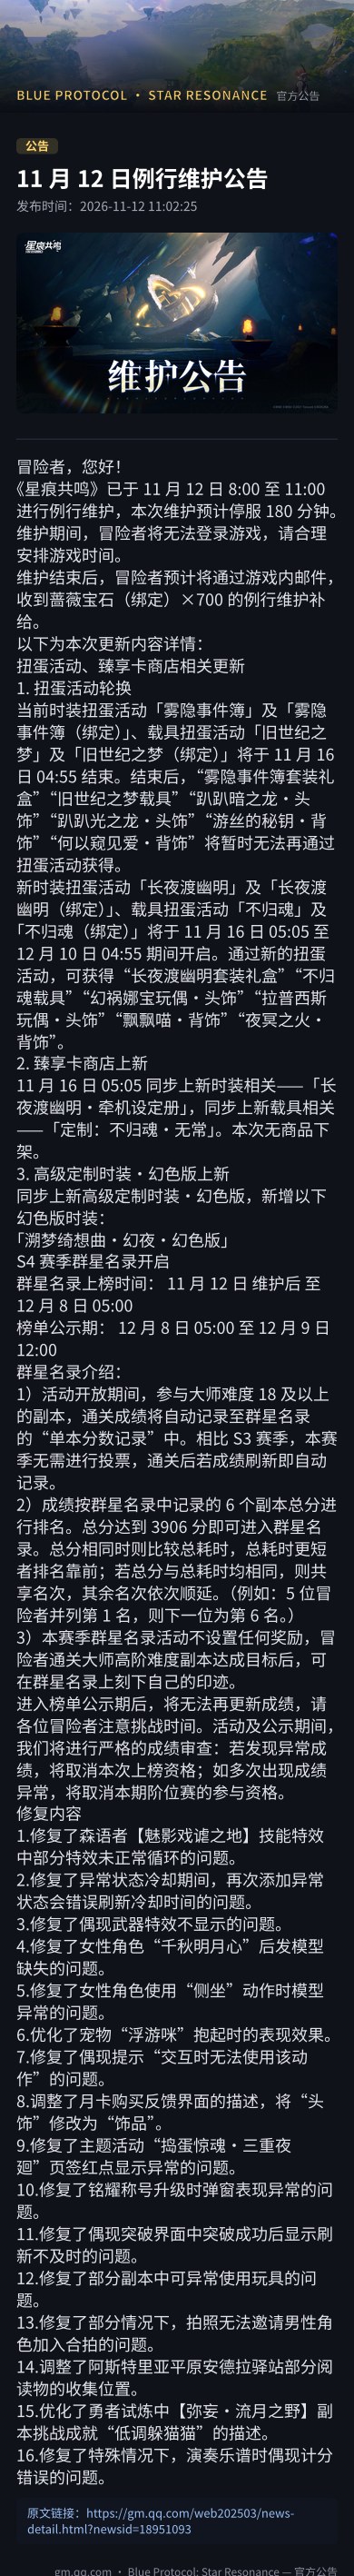 BLUE PROTOCOL · STAR RESONANCE 官方公告
公告
11 月 12 日例行维护公告
发布时间：2026-11-12 11:02:25
星痕共鸣
维护公告
冒险者，您好！
《星痕共鸣》已于 11 月 12 日 8:00 至 11:00
进行例行维护，本次维护预计停服 180 分钟。
维护期间，冒险者将无法登录游戏，请合理
安排游戏时间。
维护结束后，冒险者预计将通过游戏内邮件，
收到蔷薇宝石（绑定）×700 的例行维护补
给。
以下为本次更新内容详情：
扭蛋活动、臻享卡商店相关更新
1. 扭蛋活动轮换
当前时装扭蛋活动「雾隐事件簿」及「雾隐
事件簿（绑定）」、载具扭蛋活动「旧世纪之
梦」及「旧世纪之梦（绑定）」将于 11 月 16
日 04:55 结束。结束后，“雾隐事件簿套装礼
盒”“旧世纪之梦载具”“趴趴暗之龙・头
饰”“趴趴光之龙・头饰”“游丝的秘钥・背
饰”“何以窥见爱・背饰”将暂时无法再通过
扭蛋活动获得。
新时装扭蛋活动「长夜渡幽明」及「长夜渡
幽明（绑定）」、载具扭蛋活动「不归魂」及
「不归魂（绑定）」将于 11 月 16 日 05:05 至
12 月 10 日 04:55 期间开启。通过新的扭蛋
活动，可获得“长夜渡幽明套装礼盒”“不归
魂载具”“幻祸娜宝玩偶・头饰”“拉普西斯
玩偶・头饰”“飘飘喵・背饰”“夜冥之火・
背饰”。
2. 臻享卡商店上新
11 月 16 日 05:05 同步上新时装相关——「长
夜渡幽明・牵机设定册」，同步上新载具相关
——「定制：不归魂・无常」。本次无商品下
架。
3. 高级定制时装・幻色版上新
同步上新高级定制时装・幻色版，新增以下
幻色版时装：
「溯梦绮想曲・幻夜・幻色版」
S4 赛季群星名录开启
群星名录上榜时间： 11 月 12 日 维护后 至
12 月 8 日 05:00
榜单公示期： 12 月 8 日 05:00 至 12 月 9 日
12:00
群星名录介绍：
1）活动开放期间，参与大师难度 18 及以上
的副本，通关成绩将自动记录至群星名录
的“单本分数记录”中。相比 S3 赛季，本赛
季无需进行投票，通关后若成绩刷新即自动
记录。
2）成绩按群星名录中记录的 6 个副本总分进
行排名。总分达到 3906 分即可进入群星名
录。总分相同时则比较总耗时，总耗时更短
者排名靠前；若总分与总耗时均相同，则共
享名次，其余名次依次顺延。（例如：5 位冒
险者并列第 1 名，则下一位为第 6 名。）
3）本赛季群星名录活动不设置任何奖励，冒
险者通关大师高阶难度副本达成目标后，可
在群星名录上刻下自己的印迹。
进入榜单公示期后，将无法再更新成绩，请
各位冒险者注意挑战时间。活动及公示期间，
我们将进行严格的成绩审查：若发现异常成
绩，将取消本次上榜资格；如多次出现成绩
异常，将取消本期阶位赛的参与资格。
修复内容
1.修复了森语者【魅影戏谑之地】技能特效
中部分特效未正常循环的问题。
2.修复了异常状态冷却期间，再次添加异常
状态会错误刷新冷却时间的问题。
3.修复了偶现武器特效不显示的问题。
4.修复了女性角色“千秋明月心”后发模型
缺失的问题。
5.修复了女性角色使用“侧坐”动作时模型
异常的问题。
6.优化了宠物“浮游咪”抱起时的表现效果。
7.修复了偶现提示“交互时无法使用该动
作”的问题。
8.调整了月卡购买反馈界面的描述，将“头
饰”修改为“饰品”。
9.修复了主题活动“捣蛋惊魂・三重夜
廻”页签红点显示异常的问题。
10.修复了铭耀称号升级时弹窗表现异常的问
题。
11.修复了偶现突破界面中突破成功后显示刷
新不及时的问题。
12.修复了部分副本中可异常使用玩具的问
题。
13.修复了部分情况下，拍照无法邀请男性角
色加入合拍的问题。
14.调整了阿斯特里亚平原安德拉驿站部分阅
读物的收集位置。
15.优化了勇者试炼中【弥妄・流月之野】副
本挑战成就“低调躲猫猫”的描述。
16.修复了特殊情况下，演奏乐谱时偶现计分
错误的问题。
原文链接：https://gm.qq.com/web202503/news-
detail.html?newsid=18951093
gm.qq.com · Blue Protocol: Star Resonance — 官方公告